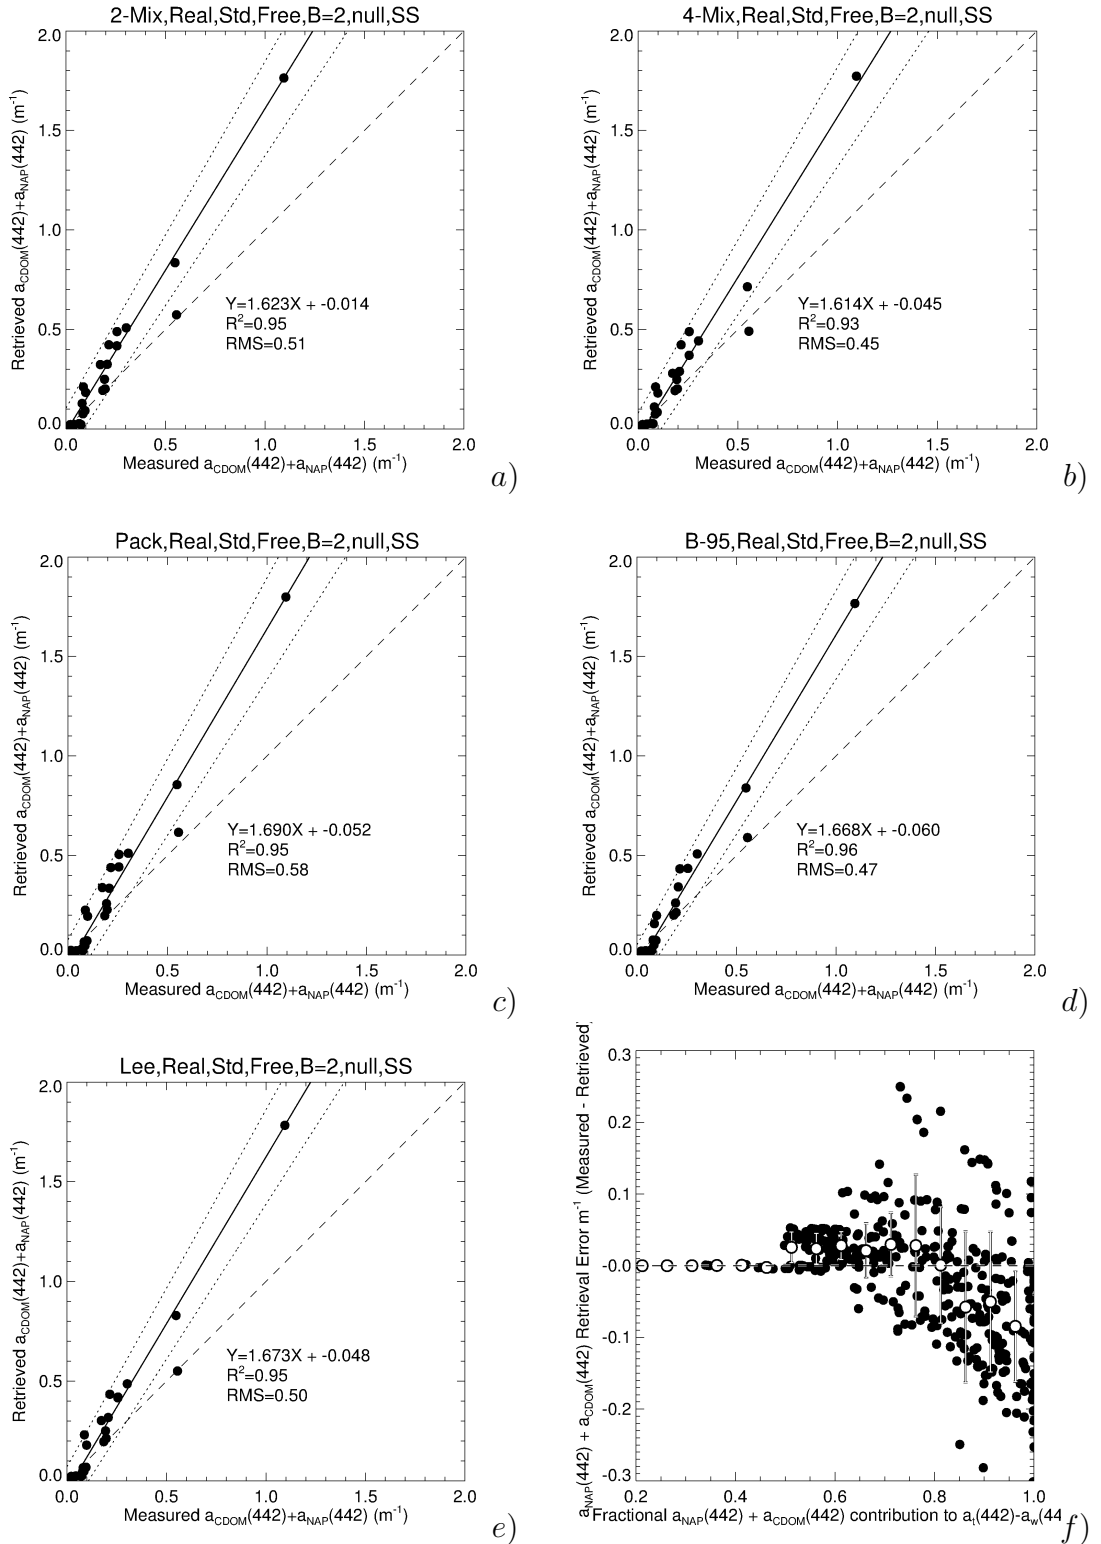 2-Mix,Real,Std,Free,B=2,null,SS
Retrieved aCDOM(442)+aNAP(442) (m-1)
2.0
1.5
1.0
0.5
0.0
Y=1.623X + -0.014
R2=0.95
RMS=0.51
0.0 0.5 1.0 1.5 2.0
Measured aCDOM(442)+aNAP(442) (m-1)
a)
4-Mix,Real,Std,Free,B=2,null,SS
Retrieved aCDOM(442)+aNAP(442) (m-1)
2.0
1.5
1.0
0.5
0.0
Y=1.614X + -0.045
R2=0.93
RMS=0.45
0.0 0.5 1.0 1.5 2.0
Measured aCDOM(442)+aNAP(442) (m-1)
b)
Pack,Real,Std,Free,B=2,null,SS
Retrieved aCDOM(442)+aNAP(442) (m-1)
2.0
1.5
1.0
0.5
0.0
Y=1.690X + -0.052
R2=0.95
RMS=0.58
0.0 0.5 1.0 1.5 2.0
Measured aCDOM(442)+aNAP(442) (m-1)
c)
B-95,Real,Std,Free,B=2,null,SS
Retrieved aCDOM(442)+aNAP(442) (m-1)
2.0
1.5
1.0
0.5
0.0
Y=1.668X + -0.060
R2=0.96
RMS=0.47
0.0 0.5 1.0 1.5 2.0
Measured aCDOM(442)+aNAP(442) (m-1)
d)
Lee,Real,Std,Free,B=2,null,SS
Retrieved aCDOM(442)+aNAP(442) (m-1)
2.0
1.5
1.0
0.5
0.0
Y=1.673X + -0.048
R2=0.95
RMS=0.50
0.0 0.5 1.0 1.5 2.0
Measured aCDOM(442)+aNAP(442) (m-1)
e)
aNAP(442) + aCDOM(442) Retrieval Error m-1 (Measured - Retrieved)
0.3
0.2
0.1
-0.0
-0.1
-0.2
-0.3
0.2 0.4 0.6 0.8 1.0
Fractional aNAP(442) + aCDOM(442) contribution to at(442)-aw(44
f)